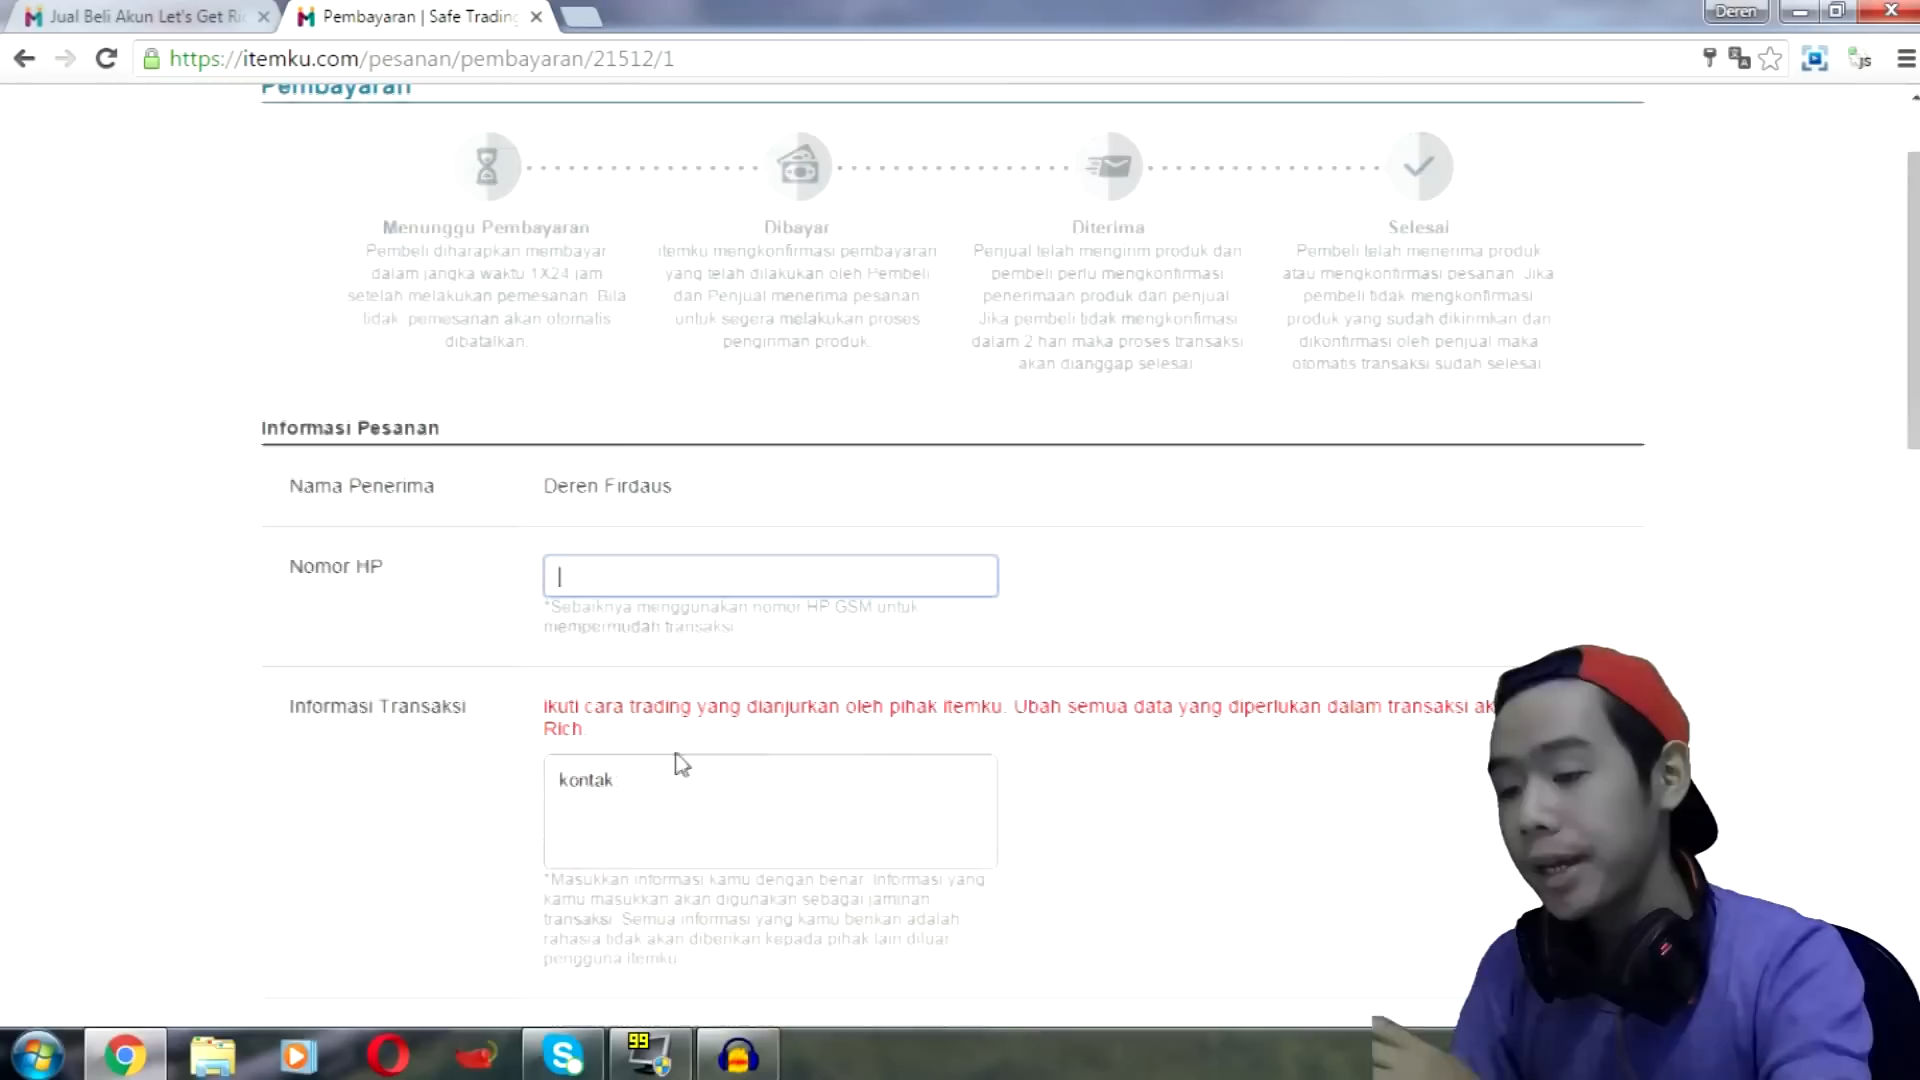 Jual Beli Akun Let's Get Ri
Pembayaran | Safe Trading
Deren
https://itemku.com/pesanan/pembayaran/21512/1
js
Pembayaran
Menunggu Pembayaran
Pembeli diharapkan membayar
dalam jangka waktu 1X24 jam
setelah melakukan pemesanan. Bila
tidak, pemesanan akan otomatis
dibatalkan.
Dibayar
itemku mengkonfirmasi pembayaran
yang telah dilakukan oleh Pembeli
dan Penjual menerima pesanan
untuk segera melakukan proses
pengiriman produk.
Diterima
Penjual telah mengirim produk dan
pembeli perlu mengkonfirmasi
penerimaan produk dari penjual.
Jika pembeli tidak mengkonfimasi
dalam 2 hari maka proses transaksi
akan dianggap selesai
Selesai
Pembeli telah menerima produk
atau mengkonfirmasi pesanan. Jika
pembeli tidak mengkonfirmasi
produk yang sudah dikirimkan dan
dikonfirmasi oleh penjual maka
otomatis transaksi sudah selesai
Informasi Pesanan
Nama Penerima
Deren Firdaus
Nomor HP
*Sebaiknya menggunakan nomor HP GSM untuk
mempermudah transaksi
Informasi Transaksi
Ikuti cara trading yang dianjurkan oleh pihak itemku. Ubah semua data yang diperlukan dalam transaksi ak
Rich.
kontak:
*Masukkan informasi kamu dengan benar. Informasi yang
kamu masukkan akan digunakan sebagai jaminan
transaksi. Semua informasi yang kamu berikan adalah
rahasia tidak akan diberikan kepada pihak lain diluar
pengguna itemku.
99